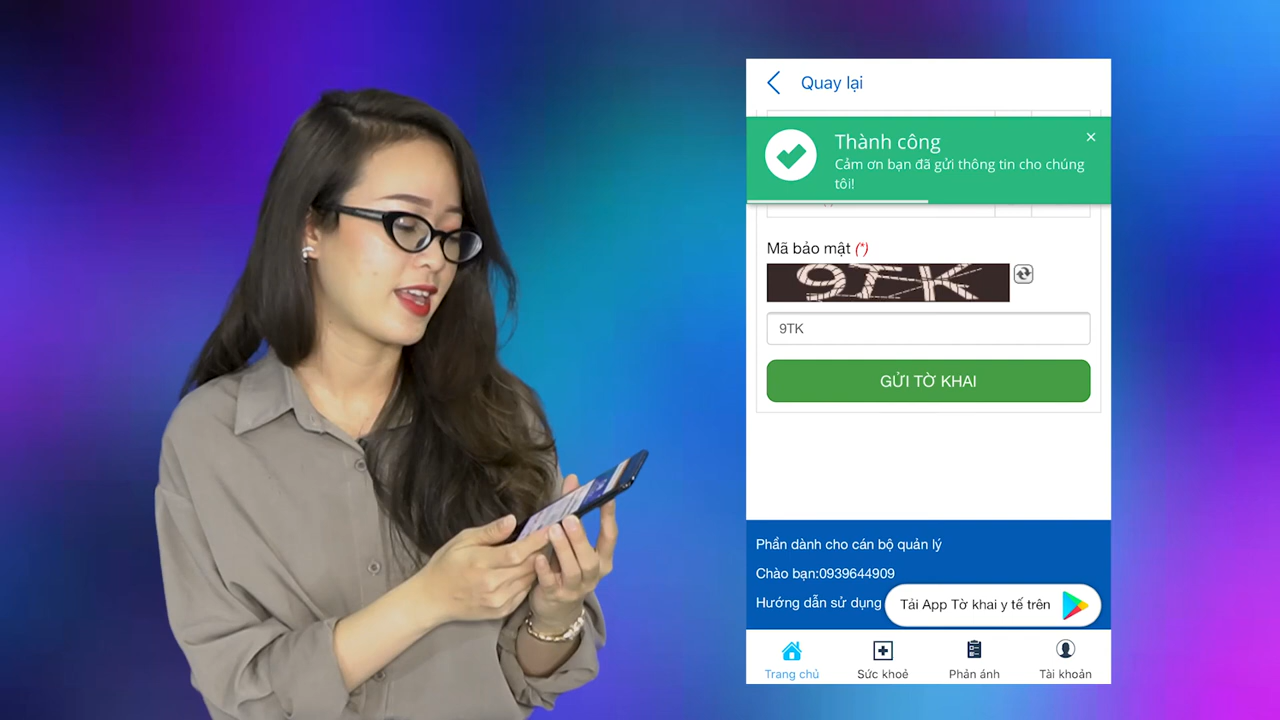 Quay lại
Thành công
Cảm ơn bạn đã gửi thông tin cho chúng
tôi!
Mã bảo mật (*)
9TK
9TK
GỬI TỜ KHAI
Phần dành cho cán bộ quản lý
Chào bạn:0939644909
Hướng dẫn sử dụng
Tải App Tờ khai y tế trên
Trang chủ
Sức khoẻ
Phản ánh
Tài khoản